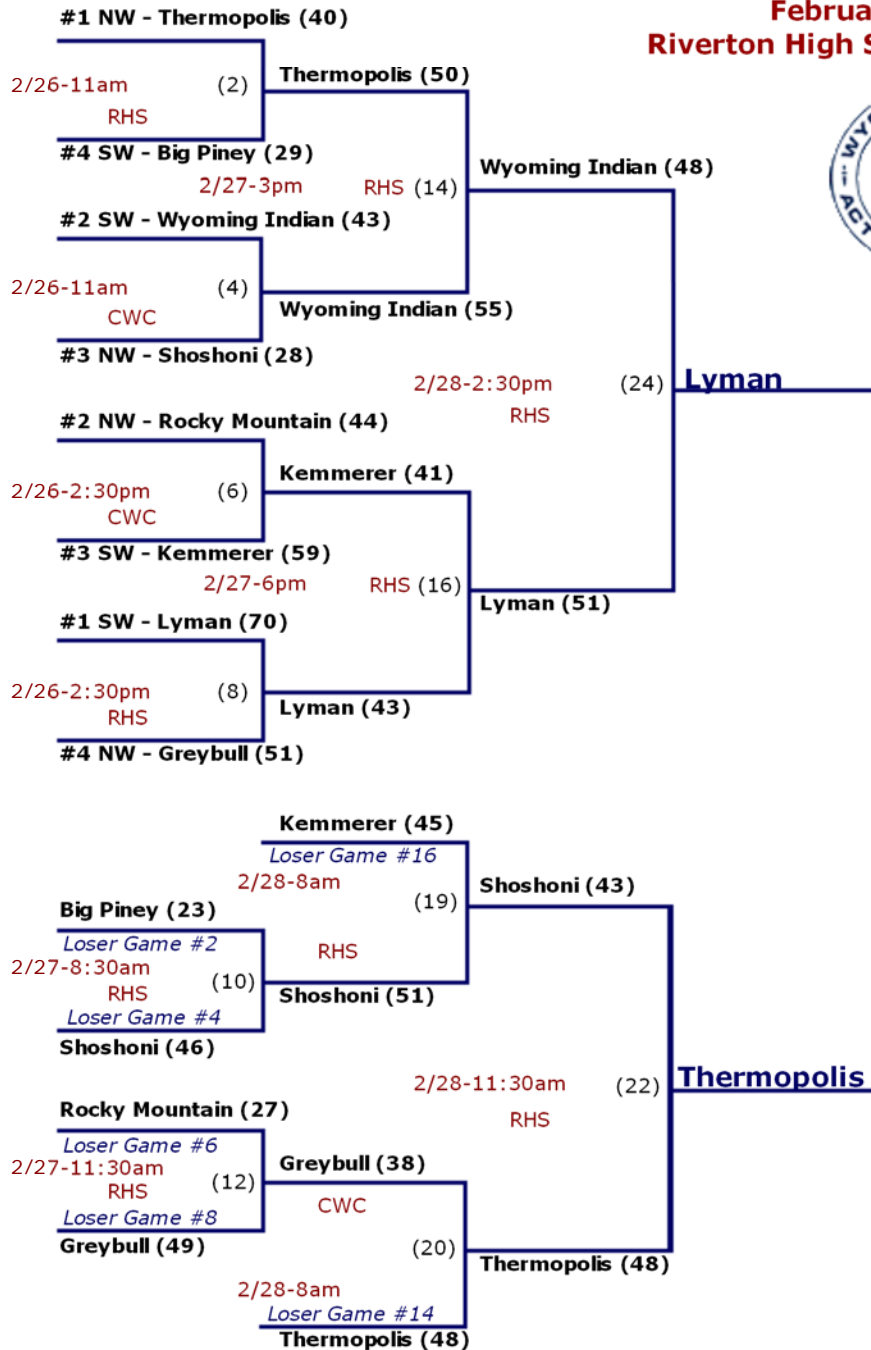 Februa
Riverton High S
#1 NW - Thermopolis (40)
2/26-11am (2)
RHS
Thermopolis (50)
#4 SW - Big Piney (29)
2/27-3pm RHS (14)
Wyoming Indian (48)
#2 SW - Wyoming Indian (43)
2/26-11am (4)
CWC
Wyoming Indian (55)
#3 NW - Shoshoni (28)
2/28-2:30pm (24)
RHS
Lyman
#2 NW - Rocky Mountain (44)
Kemmerer (41)
2/26-2:30pm (6)
CWC
#3 SW - Kemmerer (59)
2/27-6pm RHS (16)
Lyman (51)
#1 SW - Lyman (70)
2/26-2:30pm (8)
RHS
Lyman (43)
#4 NW - Greybull (51)
Kemmerer (45)
Loser Game #16
2/28-8am
(19)
Shoshoni (43)
Big Piney (23)
Loser Game #2
2/27-8:30am
RHS
(10)
RHS
Shoshoni (51)
Loser Game #4
Shoshoni (46)
2/28-11:30am (22)
RHS
Thermopolis
Rocky Mountain (27)
Loser Game #6
2/27-11:30am
RHS
(12)
Greybull (38)
CWC
Loser Game #8
Greybull (49)
(20)
Thermopolis (48)
2/28-8am
Loser Game #14
Thermopolis (48)
WY
ACT